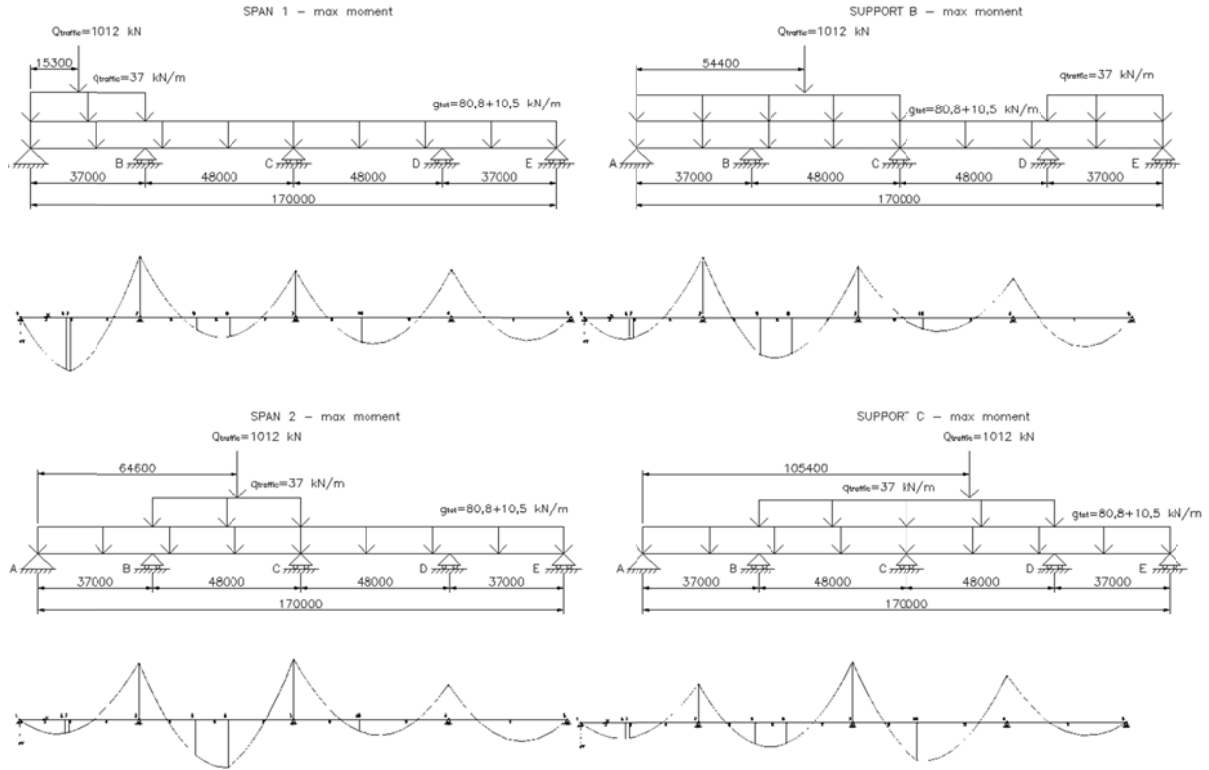 SPAN 1 – max moment
Qtraffic=1012 kN
15300
qtraffic=37 kN/m
gtot=80,8+10,5 kN/m
B C D E
37000 48000 48000 37000
170000
SUPPORT B – max moment
Qtraffic=1012 kN
54400
qtraffic=37 kN/m
gtot=80,8+10,5 kN/m
A B C D E
37000 48000 48000 37000
170000
SPAN 2 – max moment
Qtraffic=1012 kN
64600
qtraffic=37 kN/m
gtot=80,8+10,5 kN/m
A B C D E
37000 48000 48000 37000
170000
SUPPORT C – max moment
Qtraffic=1012 kN
105400
qtraffic=37 kN/m
gtot=80,8+10,5 kN/m
A B C D E
37000 48000 48000 37000
170000